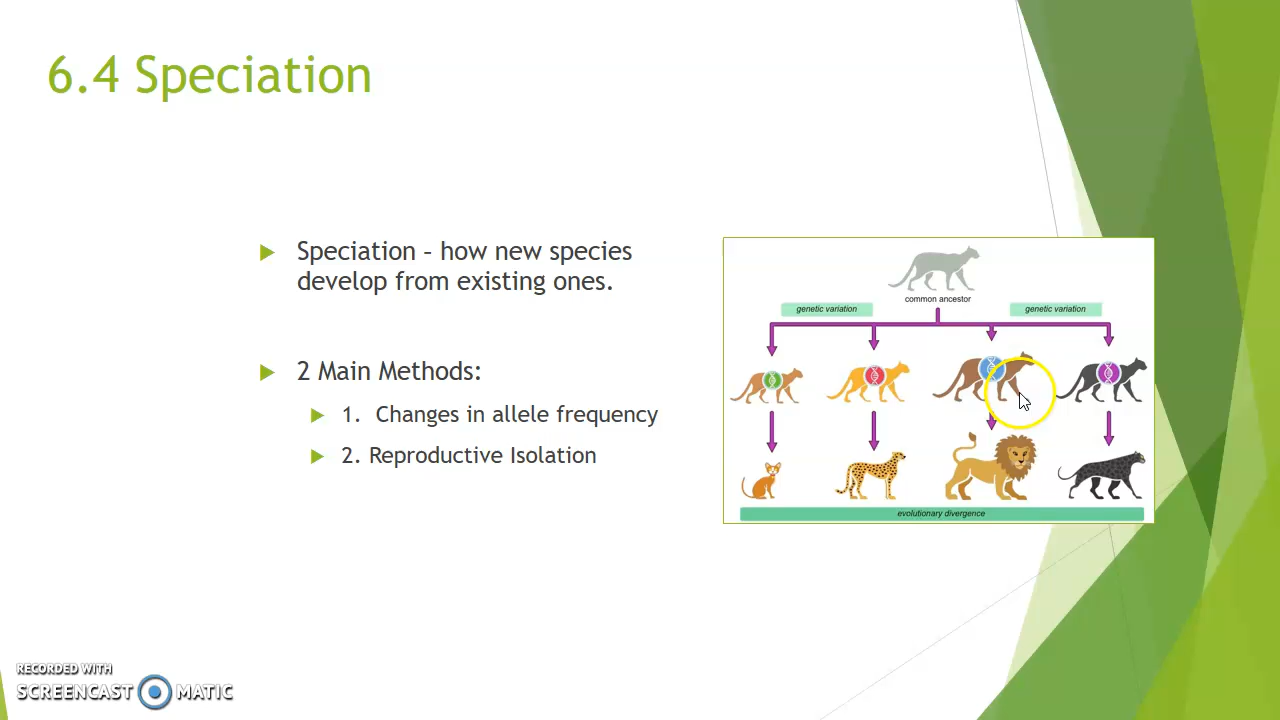 6.4 Speciation
Speciation – how new species
develop from existing ones.
2 Main Methods:
1. Changes in allele frequency
2. Reproductive Isolation
common ancestor
genetic variation
genetic variation
evolutionary divergence
RECORDED WITH
SCREENCAST MATIC